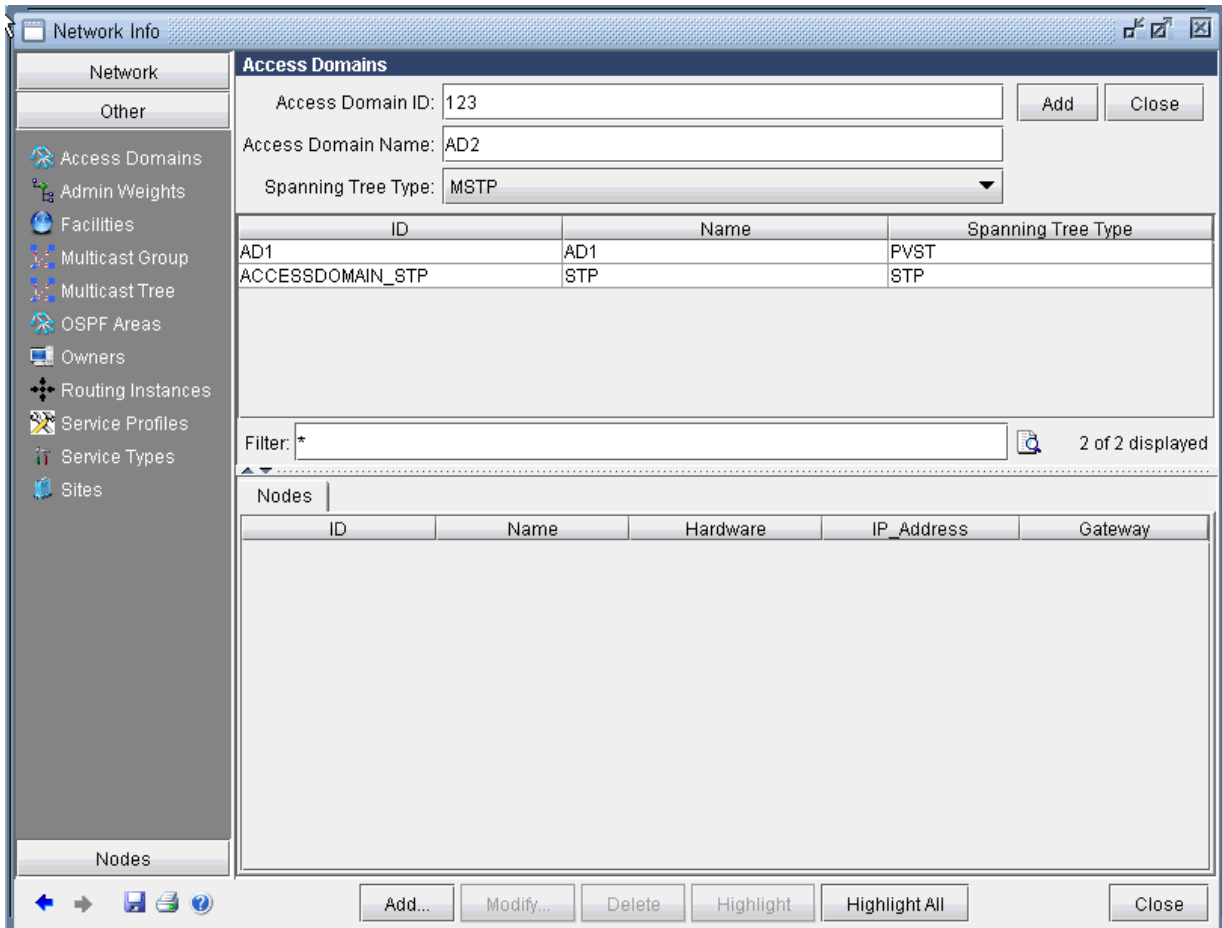 Network Info
Network
Other
Access Domains
Admin Weights
Facilities
Multicast Group
Multicast Tree
OSPF Areas
Owners
Routing Instances
Service Profiles
Service Types
Sites
Nodes
Access Domains
Access Domain ID: 123
Add Close
Access Domain Name: AD2
Spanning Tree Type: MSTP
ID Name Spanning Tree Type
AD1 AD1 PVST
ACCESSDOMAIN_STP STP STP
Filter: * 2 of 2 displayed
Nodes
ID Name Hardware IP_Address Gateway
Add... Modify... Delete Highlight Highlight All Close